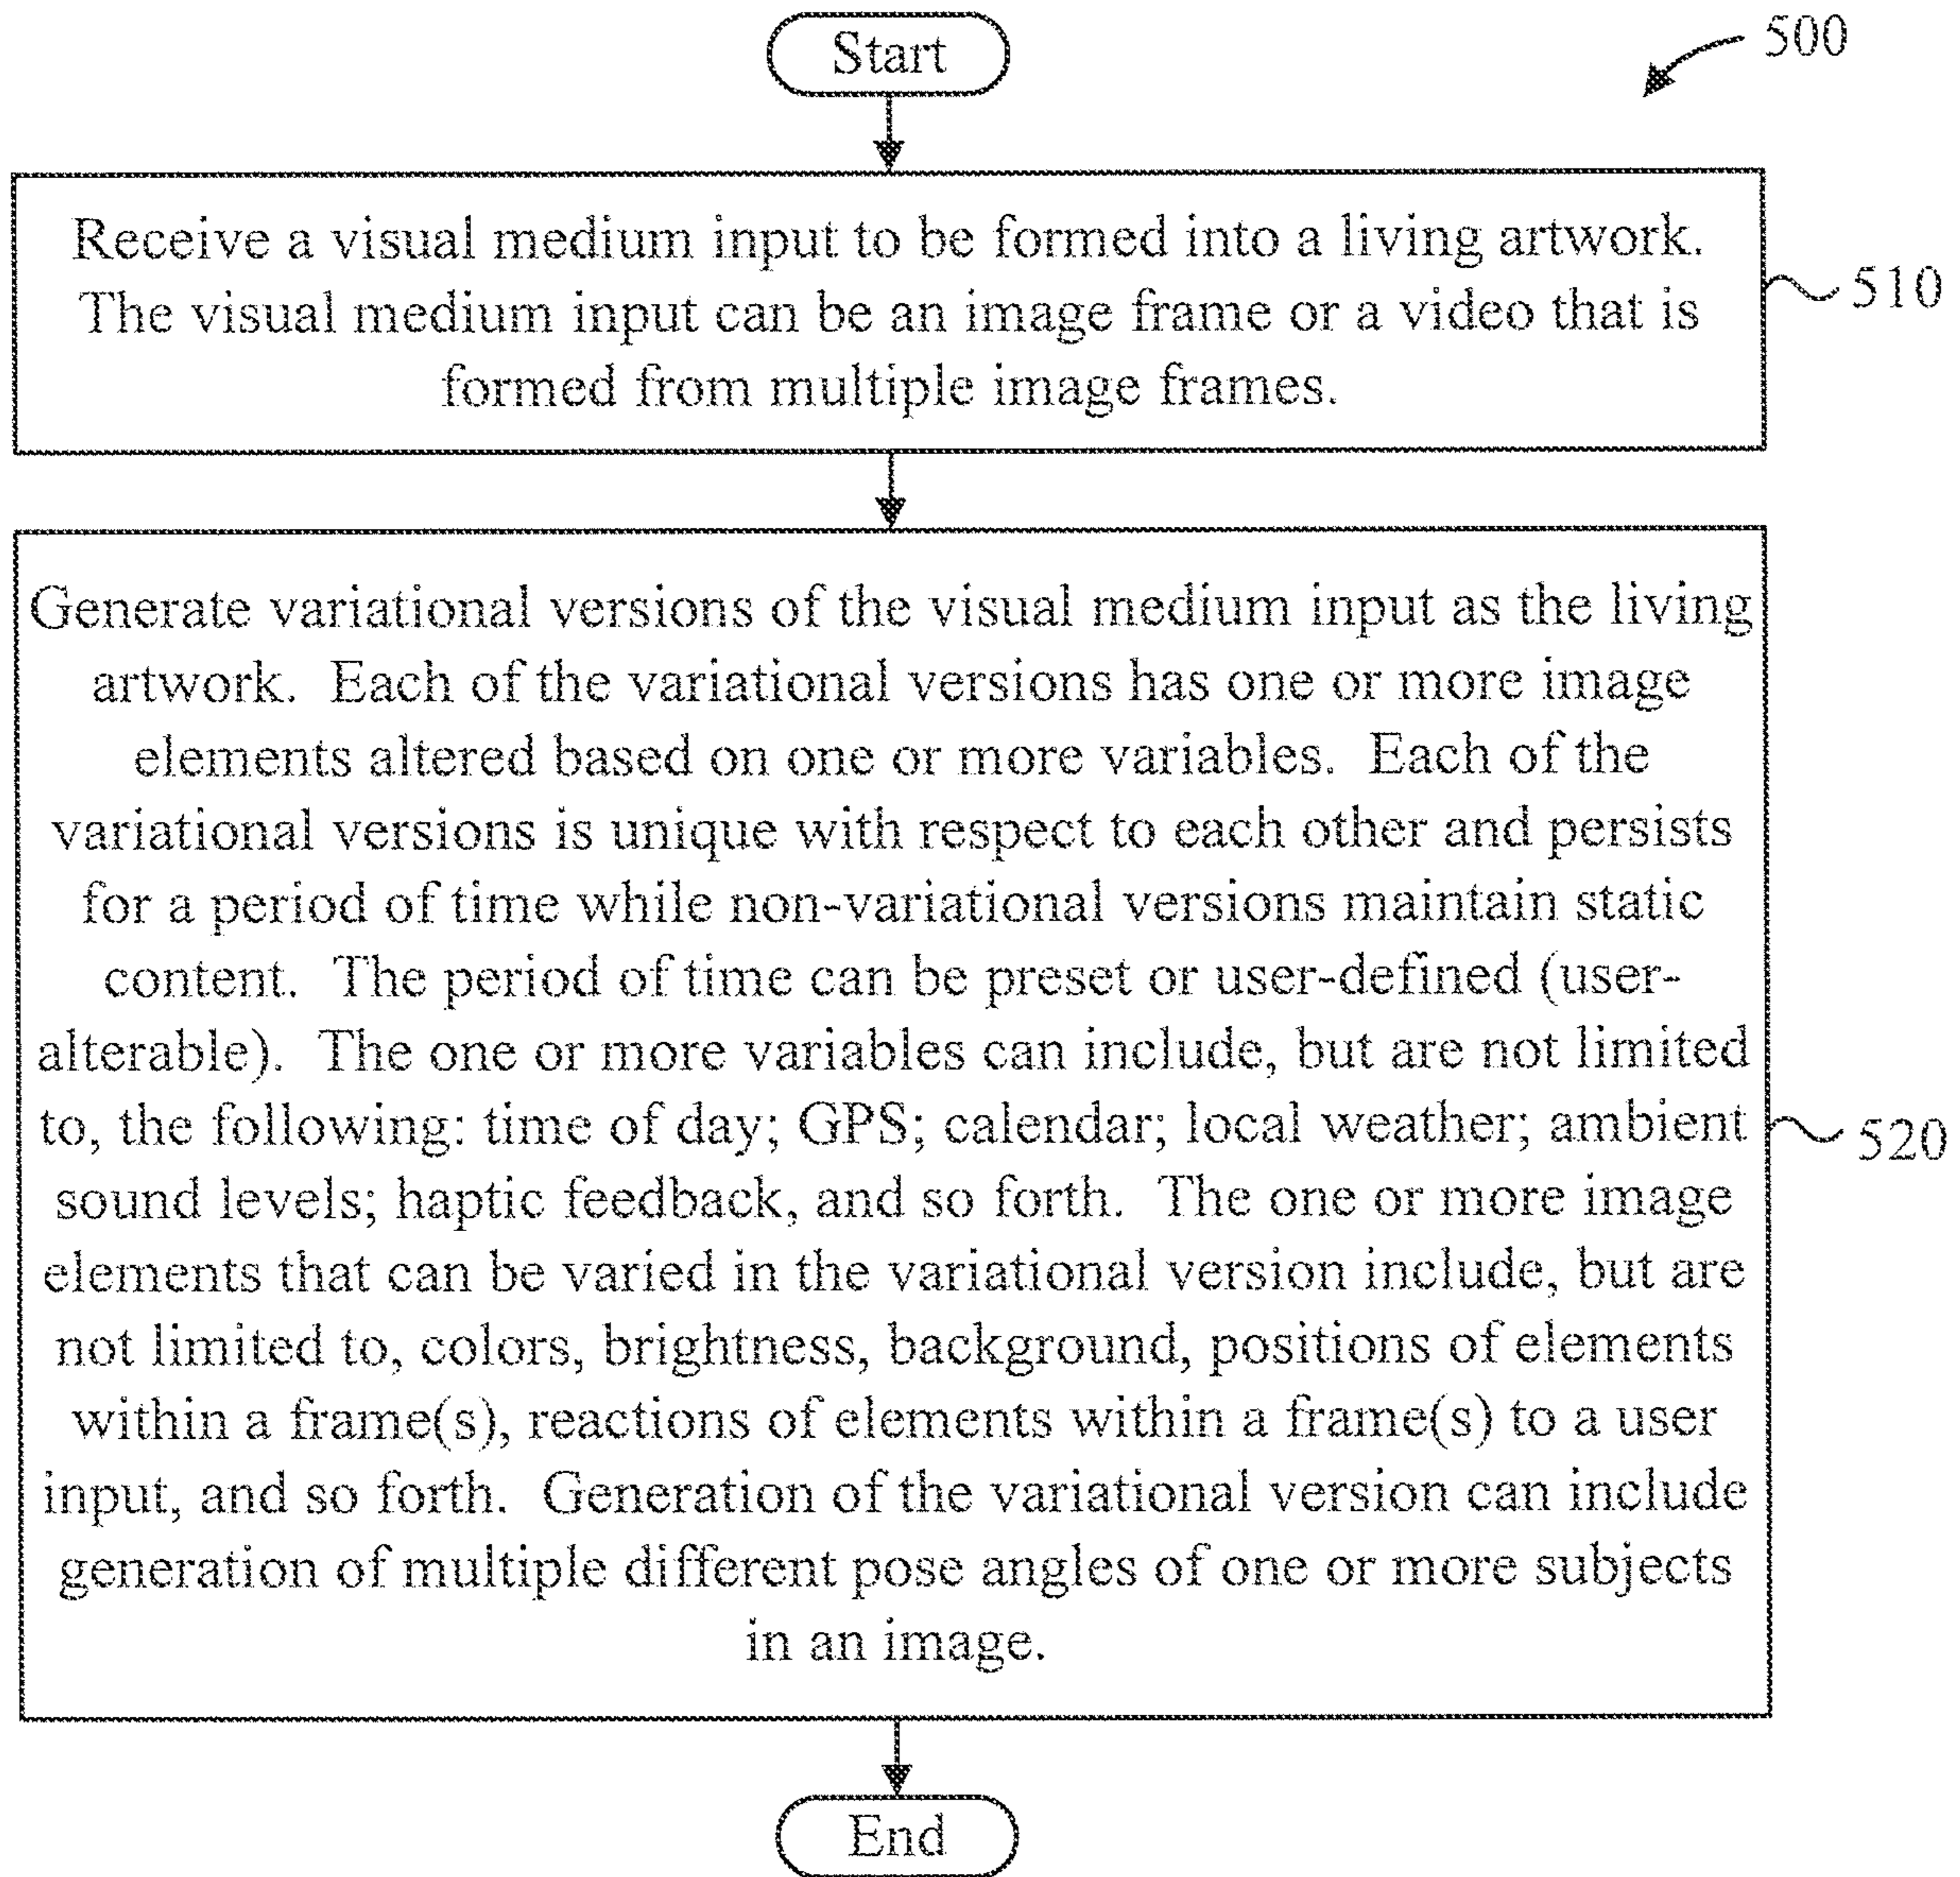 Start
500
Receive a visual medium input to be formed into a living artwork.
The visual medium input can be an image frame or a video that is
formed from multiple image frames.
510
Generate variational versions of the visual medium input as the living
artwork.  Each of the variational versions has one or more image
elements altered based on one or more variables.  Each of the
variational versions is unique with respect to each other and persists
for a period of time while non-variational versions maintain static
content.  The period of time can be preset or user-defined (user-
alterable).  The one or more variables can include, but are not limited
to, the following: time of day; GPS; calendar; local weather; ambient
sound levels; haptic feedback, and so forth.  The one or more image
elements that can be varied in the variational version include, but are
not limited to, colors, brightness, background, positions of elements
within a frame(s), reactions of elements within a frame(s) to a user
input, and so forth.  Generation of the variational version can include
generation of multiple different pose angles of one or more subjects
in an image.
520
End